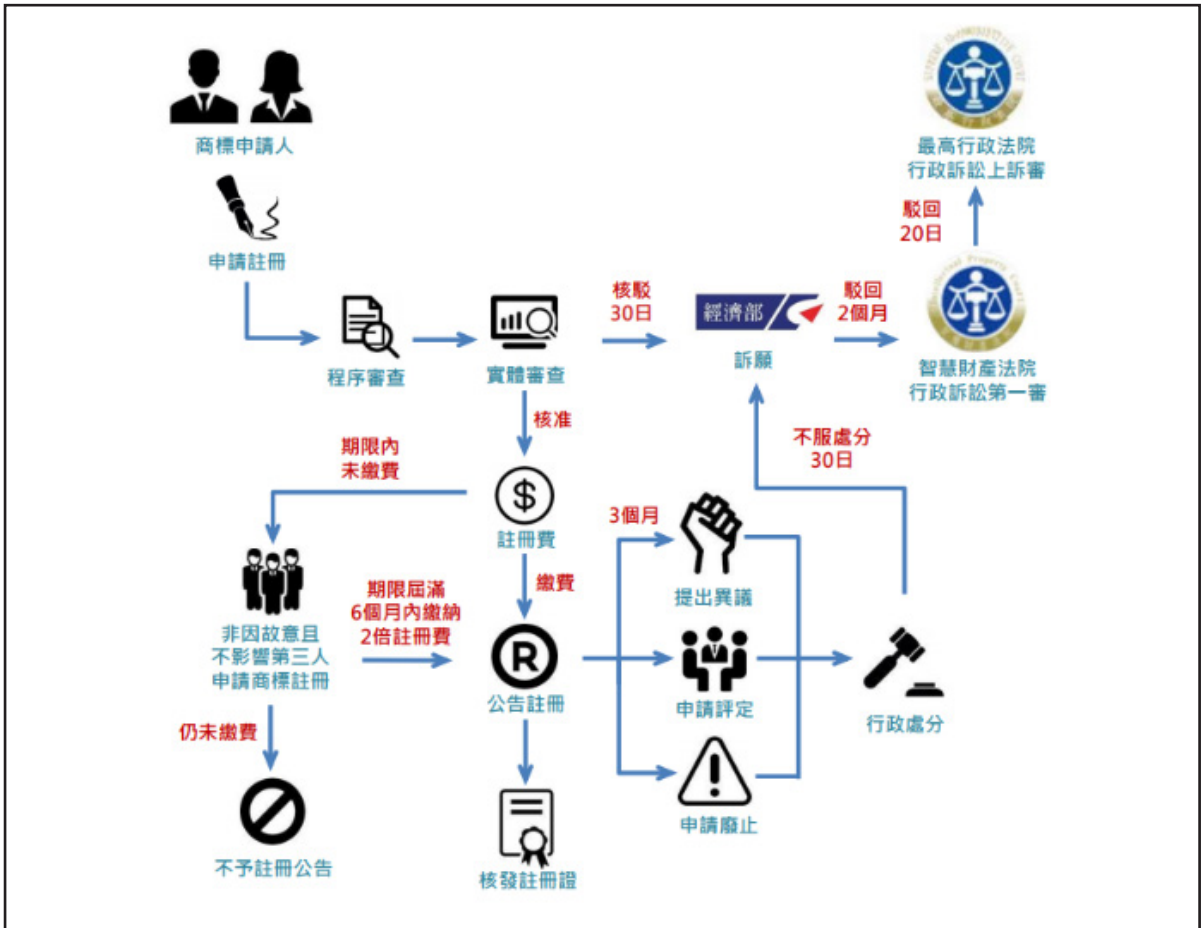 商標申請人
申請註冊
程序審查
實體審查
核駁
30日
經濟部
訴願
駁回
2個月
智慧財產法院
行政訴訟第一審
駁回
20日
最高行政法院
行政訴訟上訴審
核准
期限內
未繳費
註冊費
不服處分
30日
3個月
提出異議
繳費
期限屆滿
6個月內繳納
2倍註冊費
非因故意且
不影響第三人
申請商標註冊
R
公告註冊
申請評定
行政處分
仍未繳費
不予註冊公告
核發註冊證
申請廢止